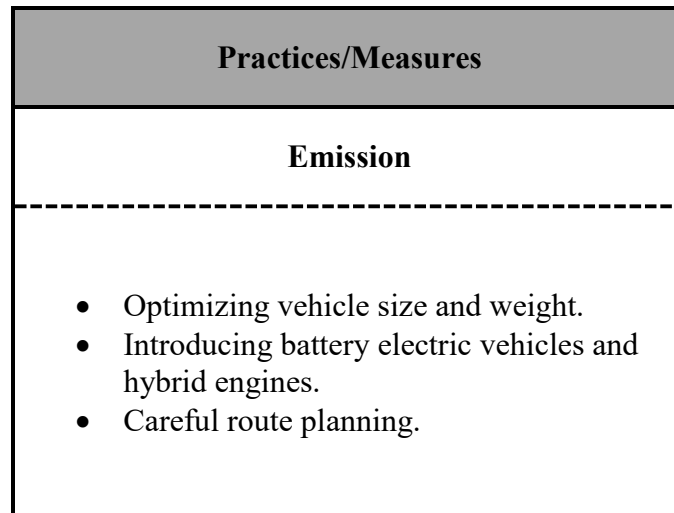 Practices/Measures
Emission
• Optimizing vehicle size and weight.
• Introducing battery electric vehicles and
hybrid engines.
• Careful route planning.